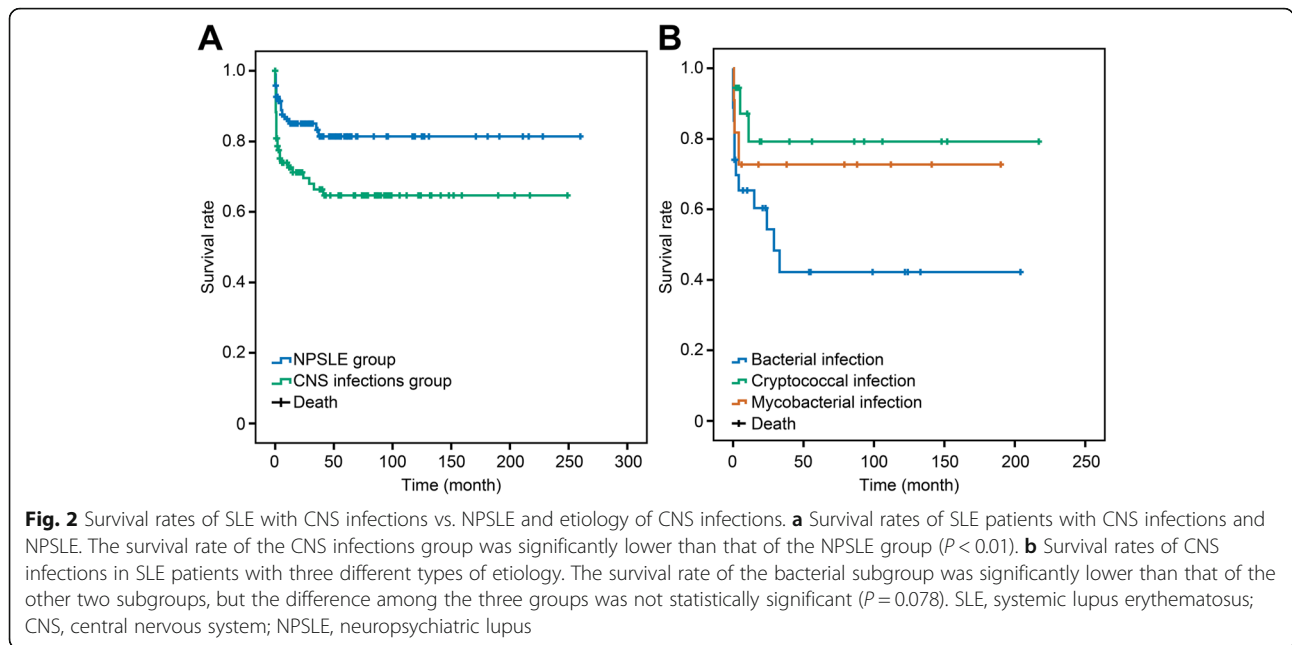 A
1.0
0.8
0.6
0.4
0.2
0
Survival rate
NPSLE group
CNS infections group
Death
0 50 100 150 200 250 300
Time (month)
B
1.0
0.8
0.6
0.4
0.2
0
Survival rate
Bacterial infection
Cryptococcal infection
Mycobacterial infection
Death
0 50 100 150 200 250
Time (month)
Fig. 2 Survival rates of SLE with CNS infections vs. NPSLE and etiology of CNS infections. a Survival rates of SLE patients with CNS infections and
NPSLE. The survival rate of the CNS infections group was significantly lower than that of the NPSLE group (P < 0.01). b Survival rates of CNS
infections in SLE patients with three different types of etiology. The survival rate of the bacterial subgroup was significantly lower than that of the
other two subgroups, but the difference among the three groups was not statistically significant (P = 0.078). SLE, systemic lupus erythematosus;
CNS, central nervous system; NPSLE, neuropsychiatric lupus